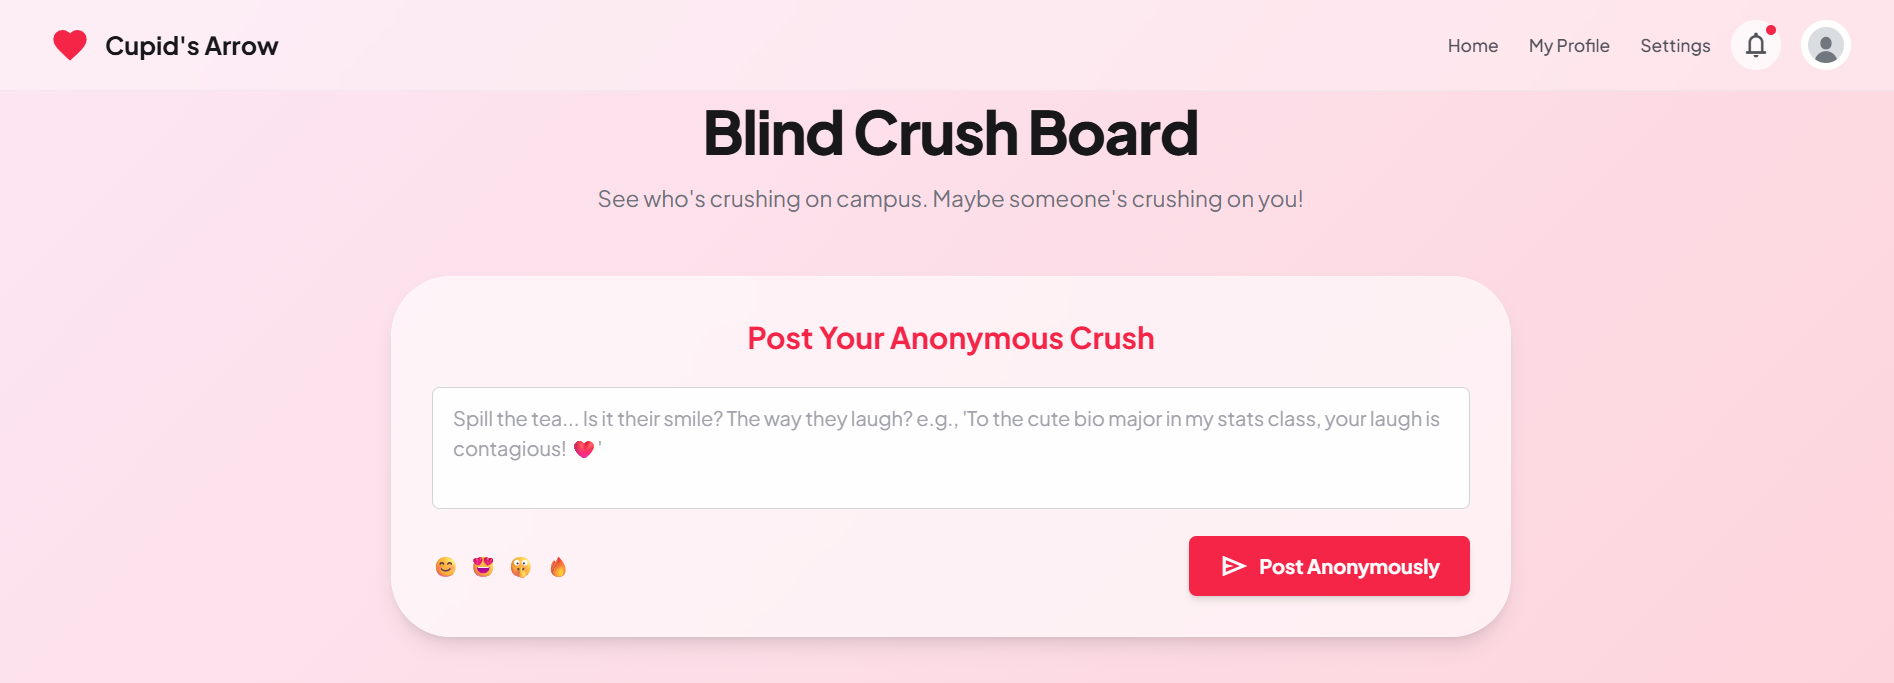 Cupid's Arrow
Home
My Profile
Settings
Blind Crush Board
See who's crushing on campus. Maybe someone's crushing on you!
Post Your Anonymous Crush
Spill the tea... Is it their smile? The way they laugh? e.g., 'To the cute bio major in my stats class, your laugh is
contagious! 💖'
😊 😍 🤫 🔥
Post Anonymously